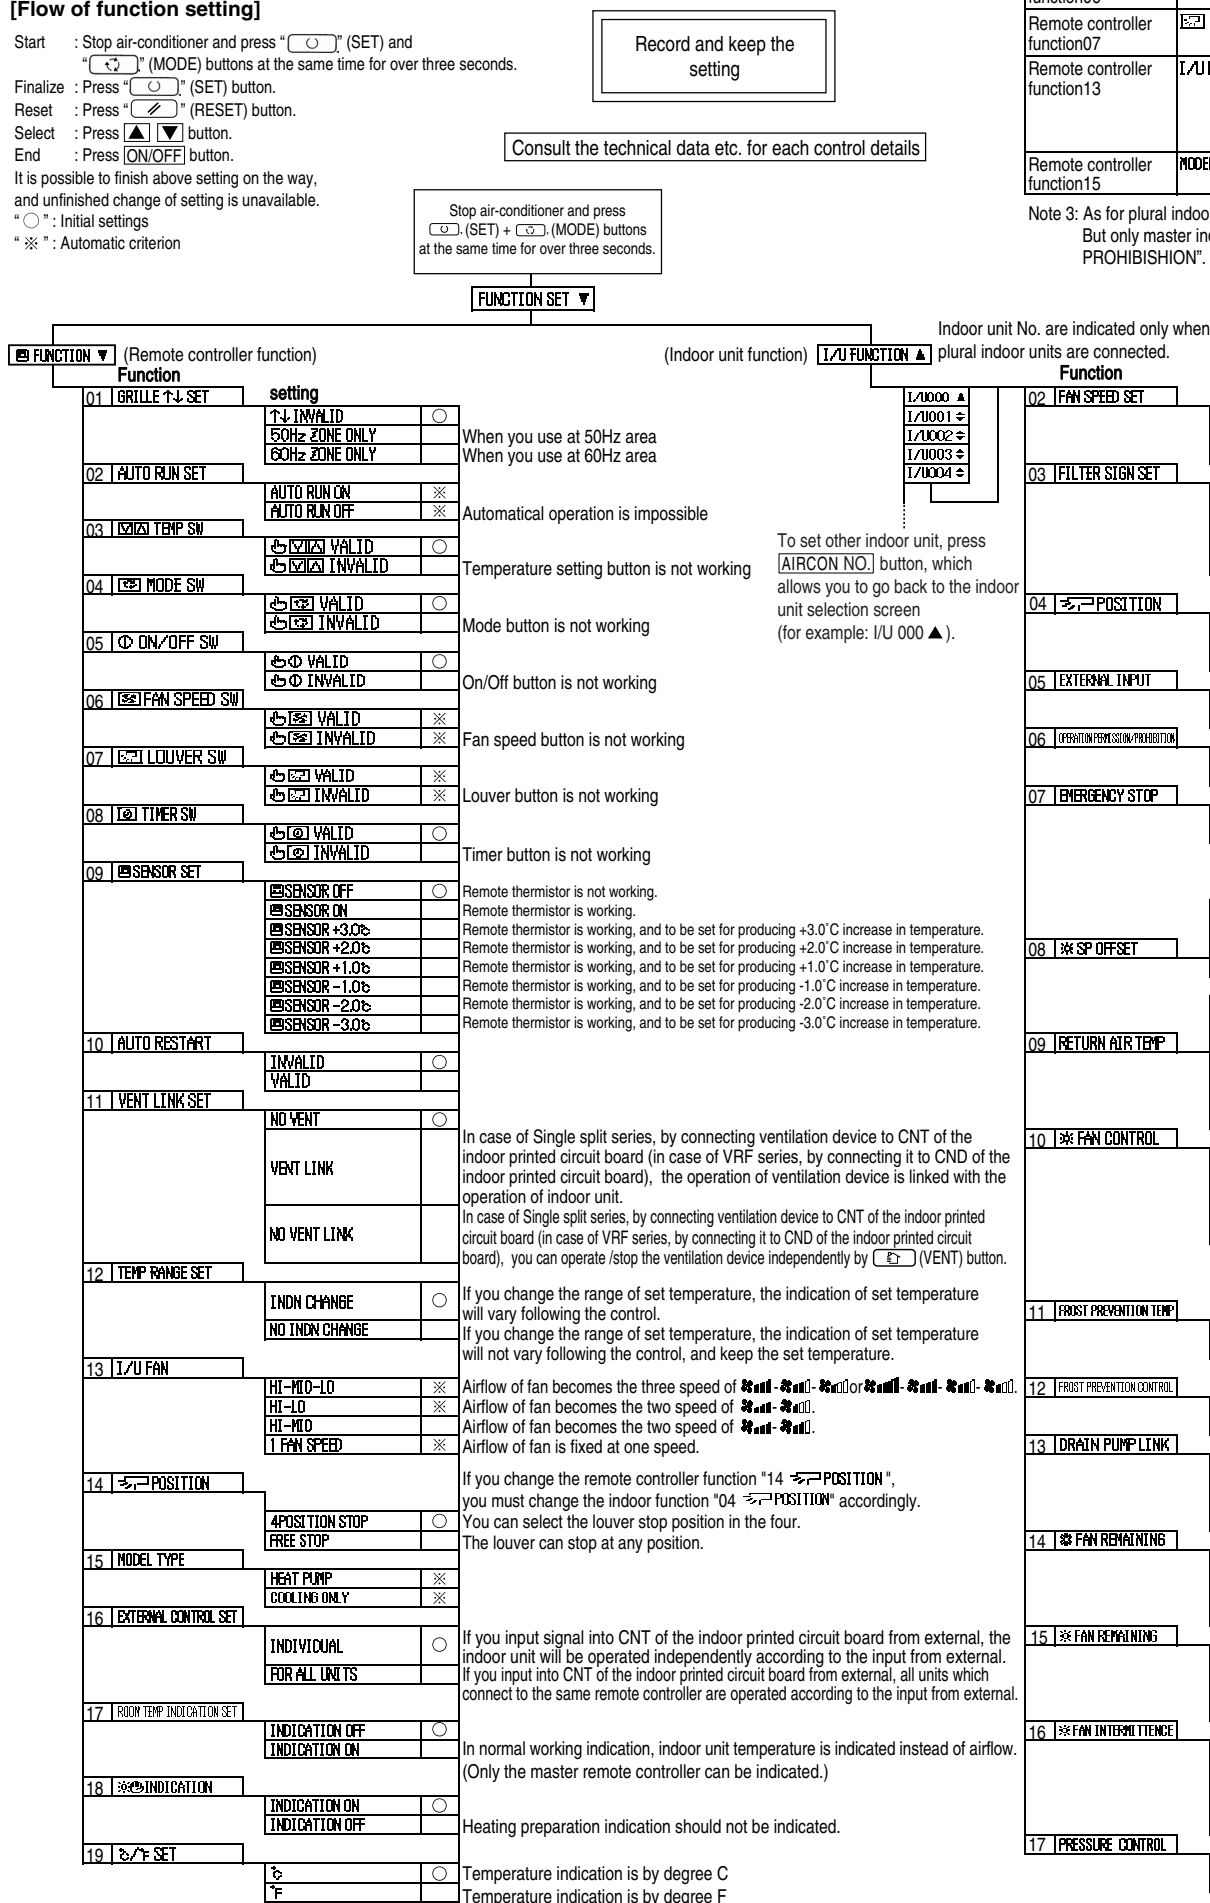 [Flow of function setting]
Start : Stop air-conditioner and press “ ” (SET) and
“ ” (MODE) buttons at the same time for over three seconds.
Finalize : Press “ ” (SET) button.
Reset : Press “ ” (RESET) button.
Select : Press ▲ ▼ button.
End : Press ON/OFF button.
It is possible to finish above setting on the way,
and unfinished change of setting is unavailable.
“ ○ ” : Initial settings
“ ※ ” : Automatic criterion
Record and keep the
setting
Consult the technical data etc. for each control details
Stop air-conditioner and press
(SET) + (MODE) buttons
at the same time for over three seconds.
FUNCTION SET ▼
Remote controller
function07
Remote controller
function13
I/U
Remote controller
function15
Note 3: As for plural indoo
But only master in
PROHIBISHION”.
FUNCTION ▼ (Remote controller function)
(Indoor unit function) I/U FUNCTION ▲
Indoor unit No. are indicated only when
plural indoor units are connected.
Function
setting
01 GRILLE ↑↓ SET
↑↓ INVALID ○
50Hz ZONE ONLY When you use at 50Hz area
60Hz ZONE ONLY When you use at 60Hz area
02 AUTO RUN SET
AUTO RUN ON ※
AUTO RUN OFF ※ Automatical operation is impossible
03 TEMP SW
VALID ○
INVALID Temperature setting button is not working
04 MODE SW
VALID ○
INVALID Mode button is not working
05 ON/OFF SW
VALID ○
INVALID On/Off button is not working
06 FAN SPEED SW
VALID ※
INVALID ※ Fan speed button is not working
07 LOUVER SW
VALID ※
INVALID ※ Louver button is not working
08 TIMER SW
VALID ○
INVALID Timer button is not working
09 SENSOR SET
SENSOR OFF ○ Remote thermistor is not working.
SENSOR ON Remote thermistor is working.
SENSOR +3.0℃ Remote thermistor is working, and to be set for producing +3.0°C increase in temperature.
SENSOR +2.0℃ Remote thermistor is working, and to be set for producing +2.0°C increase in temperature.
SENSOR +1.0℃ Remote thermistor is working, and to be set for producing +1.0°C increase in temperature.
SENSOR -1.0℃ Remote thermistor is working, and to be set for producing -1.0°C increase in temperature.
SENSOR -2.0℃ Remote thermistor is working, and to be set for producing -2.0°C increase in temperature.
SENSOR -3.0℃ Remote thermistor is working, and to be set for producing -3.0°C increase in temperature.
10 AUTO RESTART
INVALID ○
VALID
11 VENT LINK SET
NO VENT ○
VENT LINK
In case of Single split series, by connecting ventilation device to CNT of the
indoor printed circuit board (in case of VRF series, by connecting it to CND of the
indoor printed circuit board), the operation of ventilation device is linked with the
operation of indoor unit.
NO VENT LINK
In case of Single split series, by connecting ventilation device to CNT of the indoor printed
circuit board (in case of VRF series, by connecting it to CND of the indoor printed circuit
board), you can operate /stop the ventilation device independently by (VENT) button.
12 TEMP RANGE SET
INDN CHANGE ○
If you change the range of set temperature, the indication of set temperature
will vary following the control.
NO INDN CHANGE
If you change the range of set temperature, the indication of set temperature
will not vary following the control, and keep the set temperature.
13 I/U FAN
HI-MID-LO ※ Airflow of fan becomes the three speed of - - or - - - .
HI-LO ※ Airflow of fan becomes the two speed of - .
HI-MID Airflow of fan becomes the two speed of - .
1 FAN SPEED ※ Airflow of fan is fixed at one speed.
14 POSITION
If you change the remote controller function "14 POSITION ",
you must change the indoor function "04 POSITION" accordingly.
4POSITION STOP ○ You can select the louver stop position in the four.
FREE STOP The louver can stop at any position.
15 MODEL TYPE
HEAT PUMP ※
COOLING ONLY ※
16 EXTERNAL CONTROL SET
INDIVIDUAL ○
If you input signal into CNT of the indoor printed circuit board from external, the
indoor unit will be operated independently according to the input from external.
FOR ALL UNITS
If you input into CNT of the indoor printed circuit board from external, all units which
connect to the same remote controller are operated according to the input from external.
17 ROOM TEMP INDICATION SET
INDICATION OFF ○
INDICATION ON In normal working indication, indoor unit temperature is indicated instead of airflow.
(Only the master remote controller can be indicated.)
18 INDICATION
INDICATION ON ○
INDICATION OFF Heating preparation indication should not be indicated.
19 ℃/℉ SET
℃ ○ Temperature indication is by degree C
℉ Temperature indication is by degree F
I/U000 ▲
I/U001
I/U002
I/U003
I/U004
To set other indoor unit, press
AIRCON NO. button, which
allows you to go back to the indoor
unit selection screen
(for example: I/U 000 ▲ ).
Function
02 FAN SPEED SET
03 FILTER SIGN SET
04 POSITION
05 EXTERNAL INPUT
06 OPERATION PERMISSION/PROHIBITION
07 EMERGENCY STOP
08 SP OFFSET
09 RETURN AIR TEMP
10 FAN CONTROL
11 FROST PREVENTION TEMP
12 FROST PREVENTION CONTROL
13 DRAIN PUMP LINK
14 FAN REMAINING
15 FAN REMAINING
16 FAN INTERMITTENCE
17 PRESSURE CONTROL